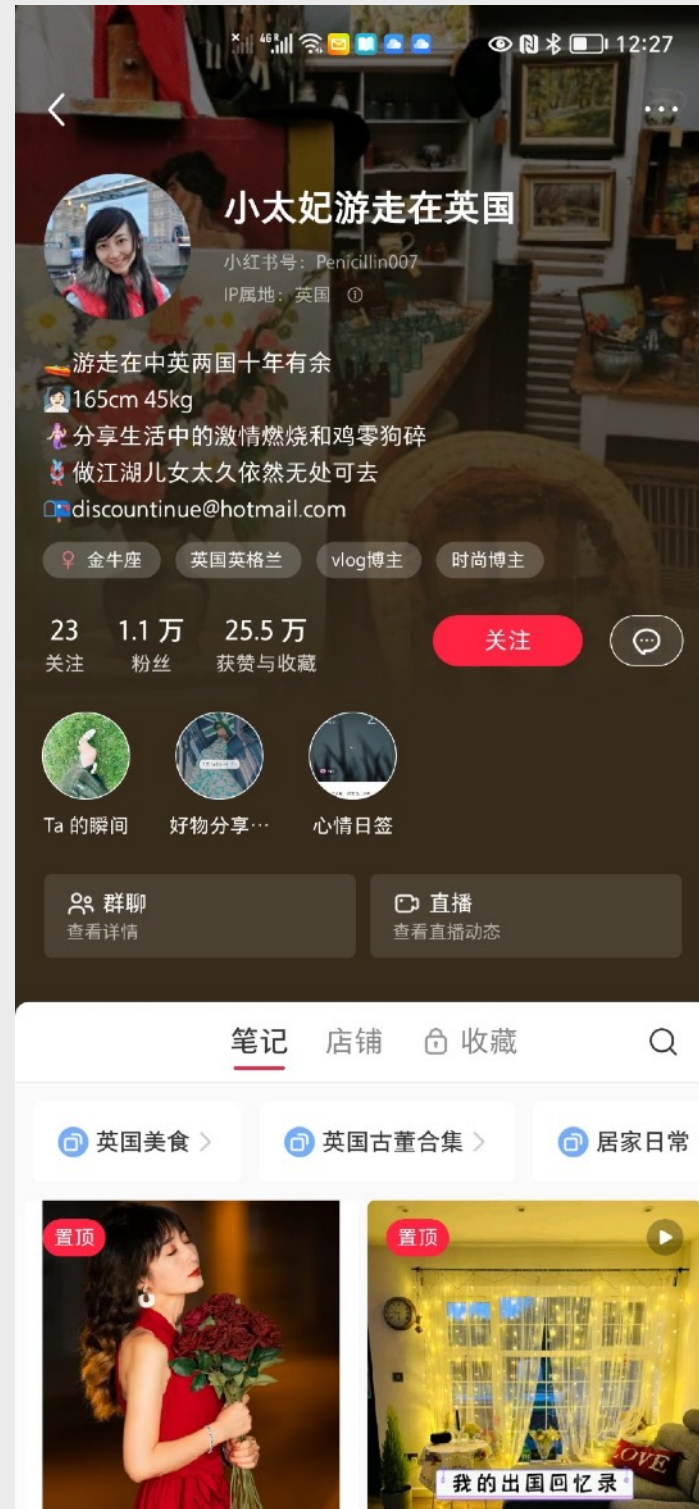 12:27
小太妃游走在英国
小红书号：Penicillin007
IP属地：英国
游走在中英两国十年有余
165cm 45kg
分享生活中的激情燃烧和鸡零狗碎
做江湖儿女太久依然无处可去
discountinue@hotmail.com
金牛座 英国英格兰 vlog博主 时尚博主
23 1.1万 25.5万
关注 粉丝 获赞与收藏 关注
Ta 的瞬间 好物分享… 心情日签
群聊 直播
查看详情 查看直播动态
笔记 店铺 收藏
英国美食 英国古董合集 居家日常
置顶 置顶
LOVE
我的出国回忆录